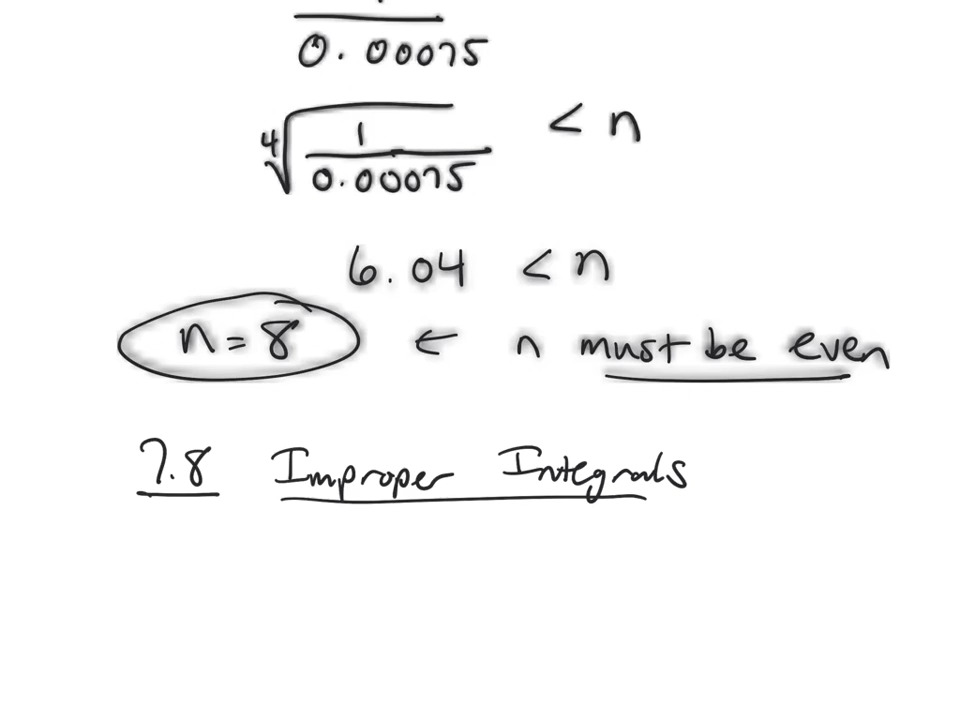 0.00075
4√(1/0.00075) < n
6.04 < n
n = 8 ← n must be even
7.8 Improper Integrals